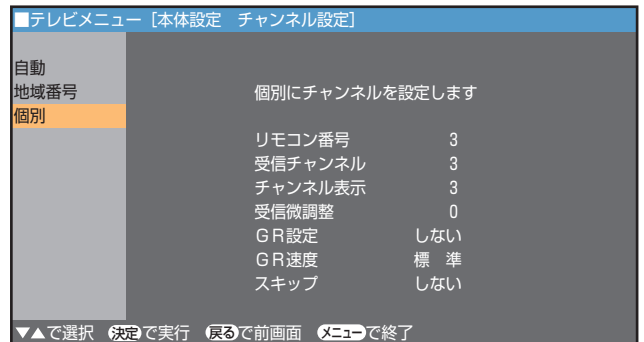 ■テレビメニュー [本体設定　チャンネル設定]
自動
地域番号
個別
個別にチャンネルを設定します
リモコン番号　3
受信チャンネル　3
チャンネル表示　3
受信微調整　0
ＧＲ設定　しない
ＧＲ速度　標　準
スキップ　しない
▼▲で選択　決定で実行　戻るで前画面　メニューで終了